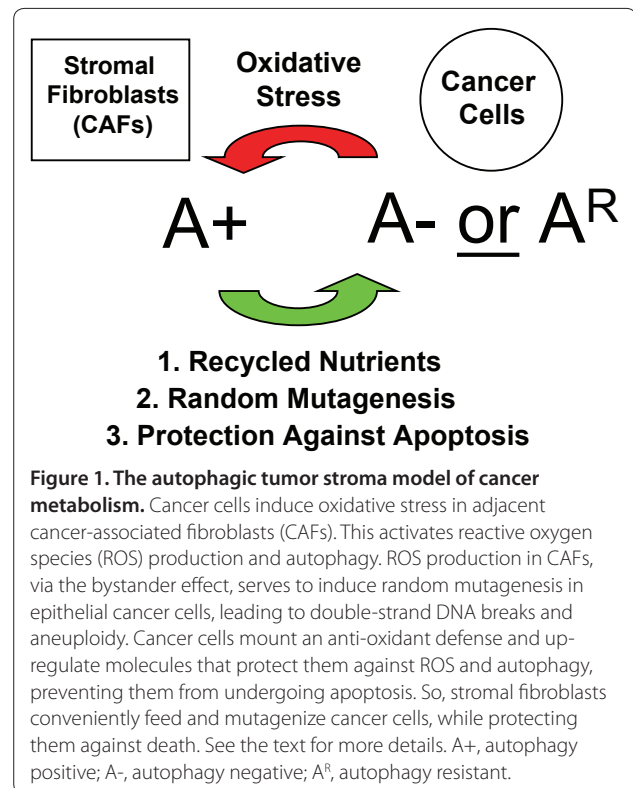 Stromal
Fibroblasts
(CAFs)
Oxidative
Stress
Cancer
Cells
A+
A- or Aᴿ
1. Recycled Nutrients
2. Random Mutagenesis
3. Protection Against Apoptosis
Figure 1. The autophagic tumor stroma model of cancer
metabolism. Cancer cells induce oxidative stress in adjacent
cancer-associated fibroblasts (CAFs). This activates reactive oxygen
species (ROS) production and autophagy. ROS production in CAFs,
via the bystander effect, serves to induce random mutagenesis in
epithelial cancer cells, leading to double-strand DNA breaks and
aneuploidy. Cancer cells mount an anti-oxidant defense and up-
regulate molecules that protect them against ROS and autophagy,
preventing them from undergoing apoptosis. So, stromal fibroblasts
conveniently feed and mutagenize cancer cells, while protecting
them against death. See the text for more details. A+, autophagy
positive; A-, autophagy negative; Aᴿ, autophagy resistant.